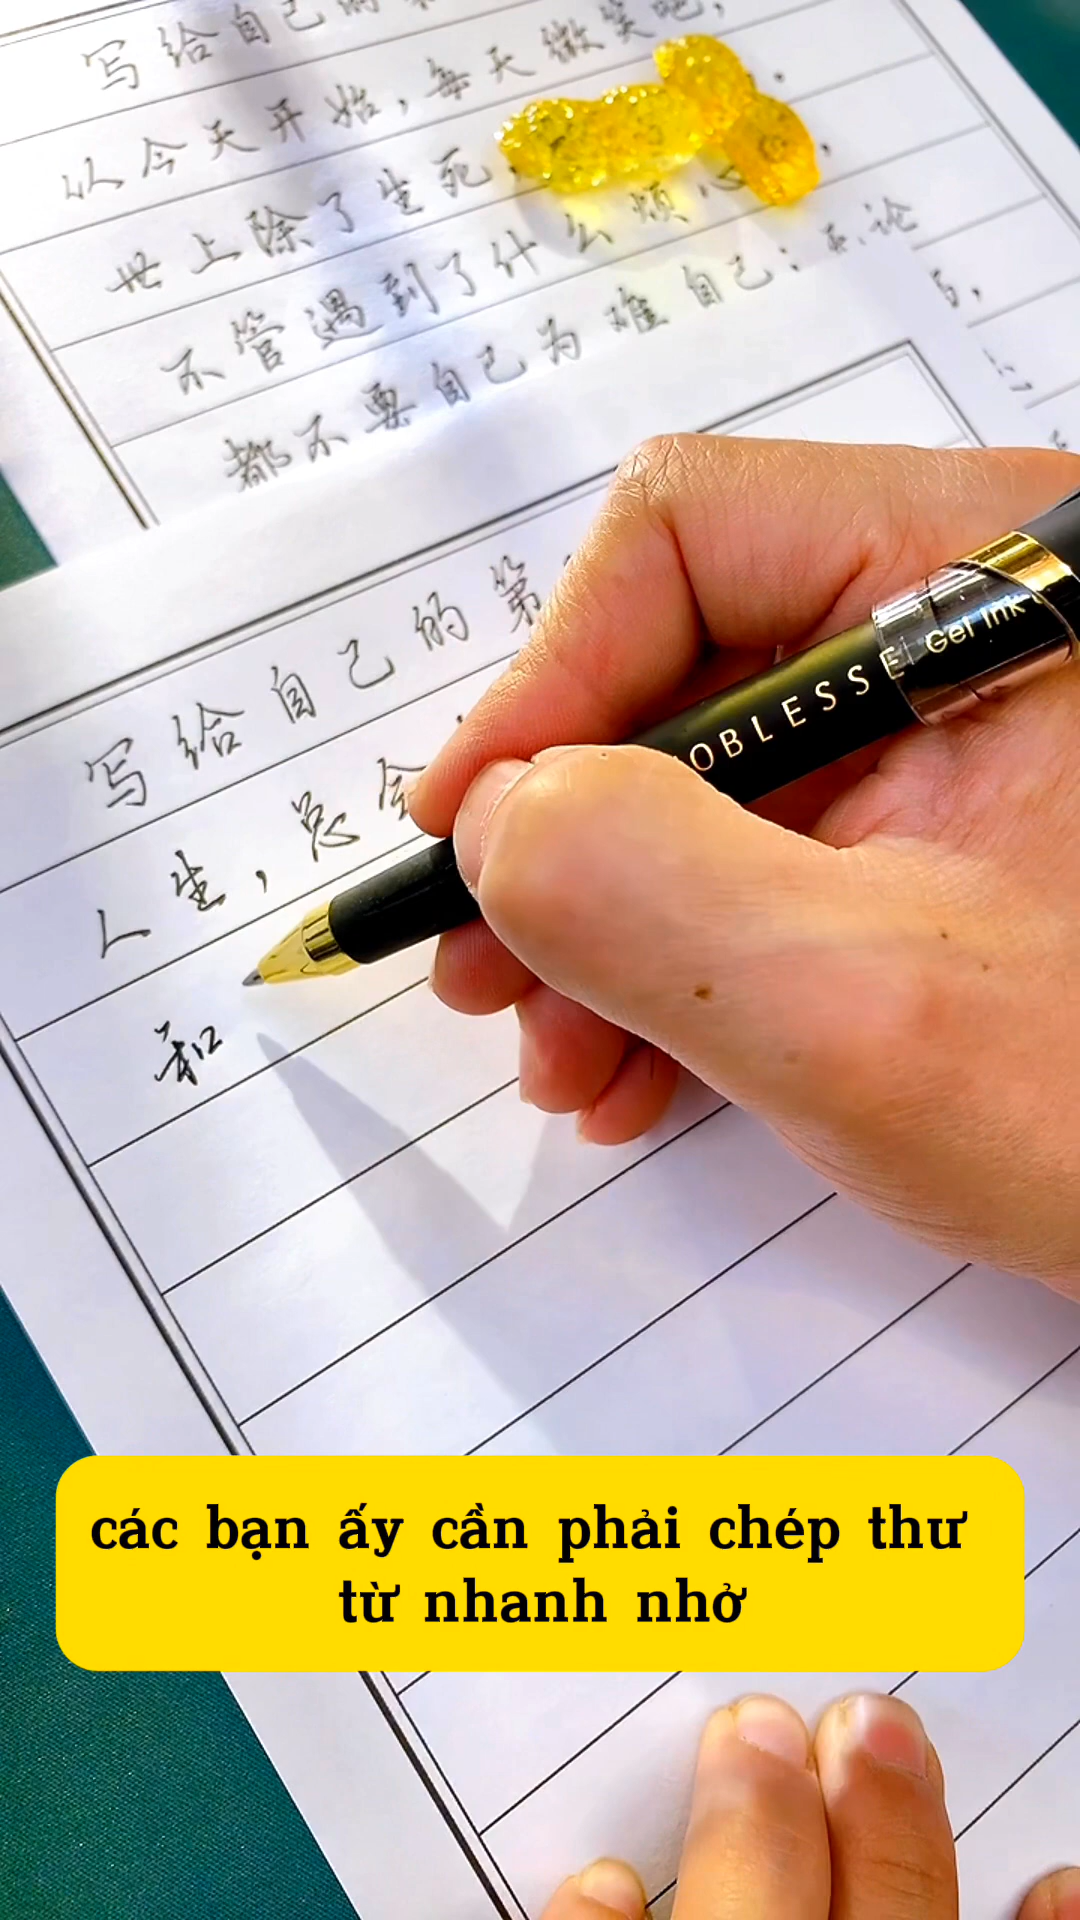 写给自己的
从今天开始，每天微笑吧，
世上除了生死，
不管遇到了什么烦心
都不要自己为难自己；不论
写给自己的第
人生，总会
和
NOBLESSE Gel Ink
các bạn ấy cần phải chép thư
từ nhanh nhở